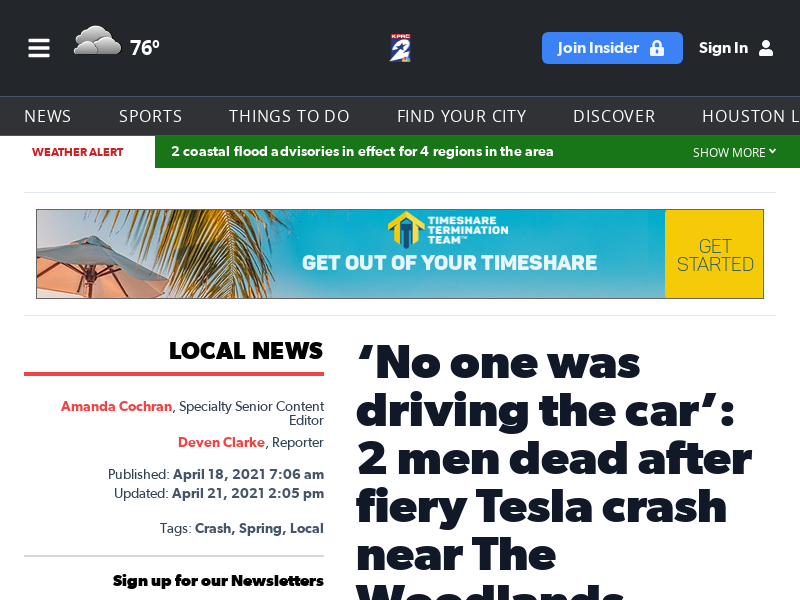 76°
KPRC
2
Join Insider
Sign In
NEWS
SPORTS
THINGS TO DO
FIND YOUR CITY
DISCOVER
HOUSTON L
WEATHER ALERT
2 coastal flood advisories in effect for 4 regions in the area
SHOW MORE
TIMESHARE
TERMINATION
TEAM™
GET OUT OF YOUR TIMESHARE
GET
STARTED
LOCAL NEWS
Amanda Cochran, Specialty Senior Content
Editor
Deven Clarke, Reporter
Published: April 18, 2021 7:06 am
Updated: April 21, 2021 2:05 pm
Tags: Crash, Spring, Local
Sign up for our Newsletters
‘No one was
driving the car’:
2 men dead after
fiery Tesla crash
near The
Woodlands